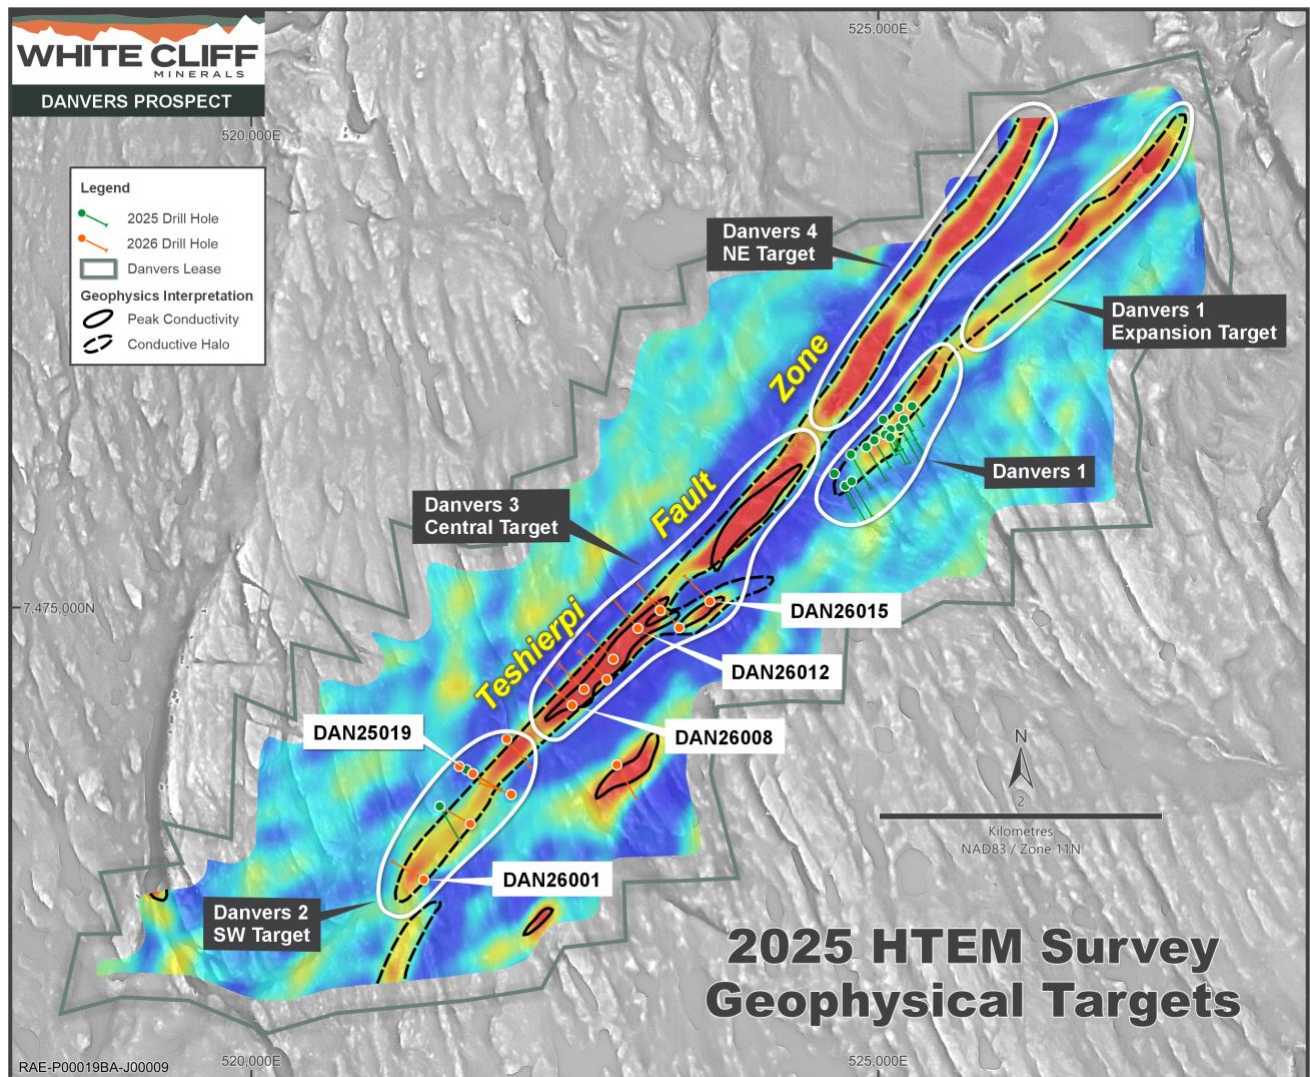 WHITE CLIFF
MINERALS
DANVERS PROSPECT
525,000E
520,000E
Legend
2025 Drill Hole
2026 Drill Hole
Danvers Lease
Geophysics Interpretation
Peak Conductivity
Conductive Halo
Danvers 4
NE Target
Danvers 1
Expansion Target
Zone
Danvers 1
Fault
Danvers 3
Central Target
7,475,000N
Teshierpi
DAN26015
DAN26012
DAN25019
DAN26008
N
2
Kilometres
NAD83 / Zone 11N
DAN26001
Danvers 2
SW Target
2025 HTEM Survey
Geophysical Targets
RAE-P00019BA-J00009
520,000E
525,000E